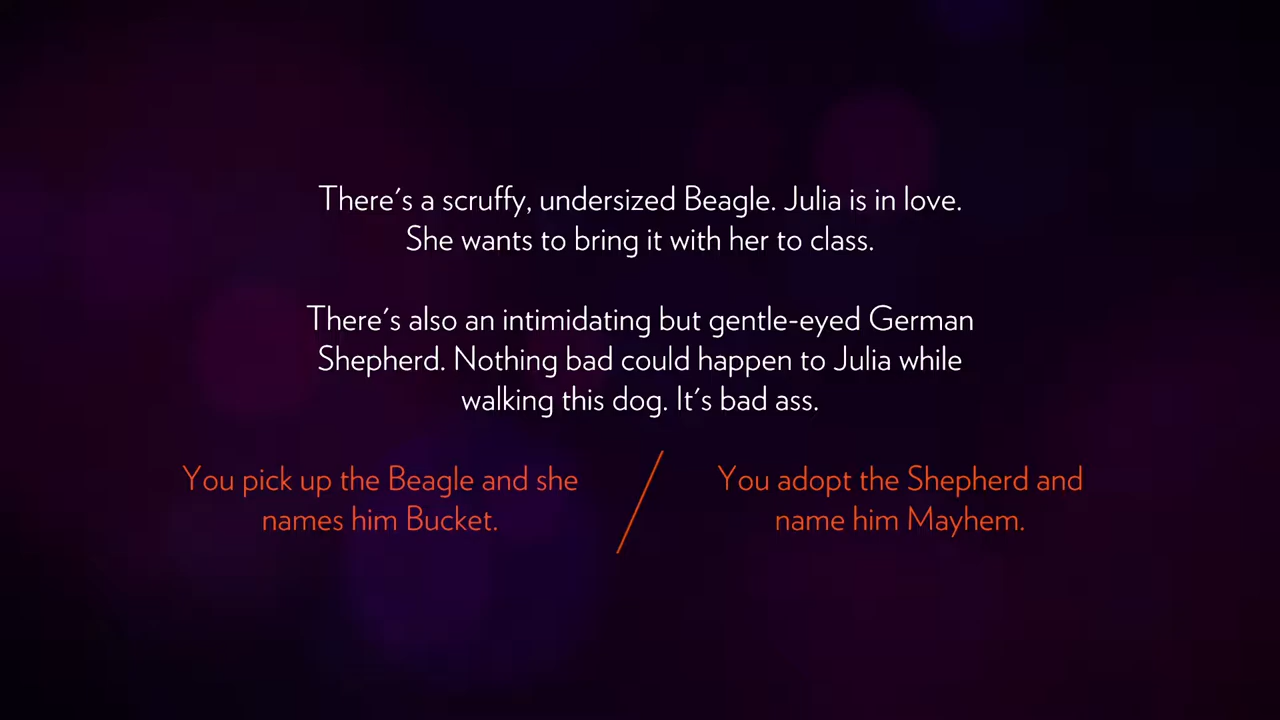 There's a scruffy, undersized Beagle. Julia is in love.
She wants to bring it with her to class.
There's also an intimidating but gentle-eyed German
Shepherd. Nothing bad could happen to Julia while
walking this dog. It's bad ass.
You pick up the Beagle and she
names him Bucket.
You adopt the Shepherd and
name him Mayhem.